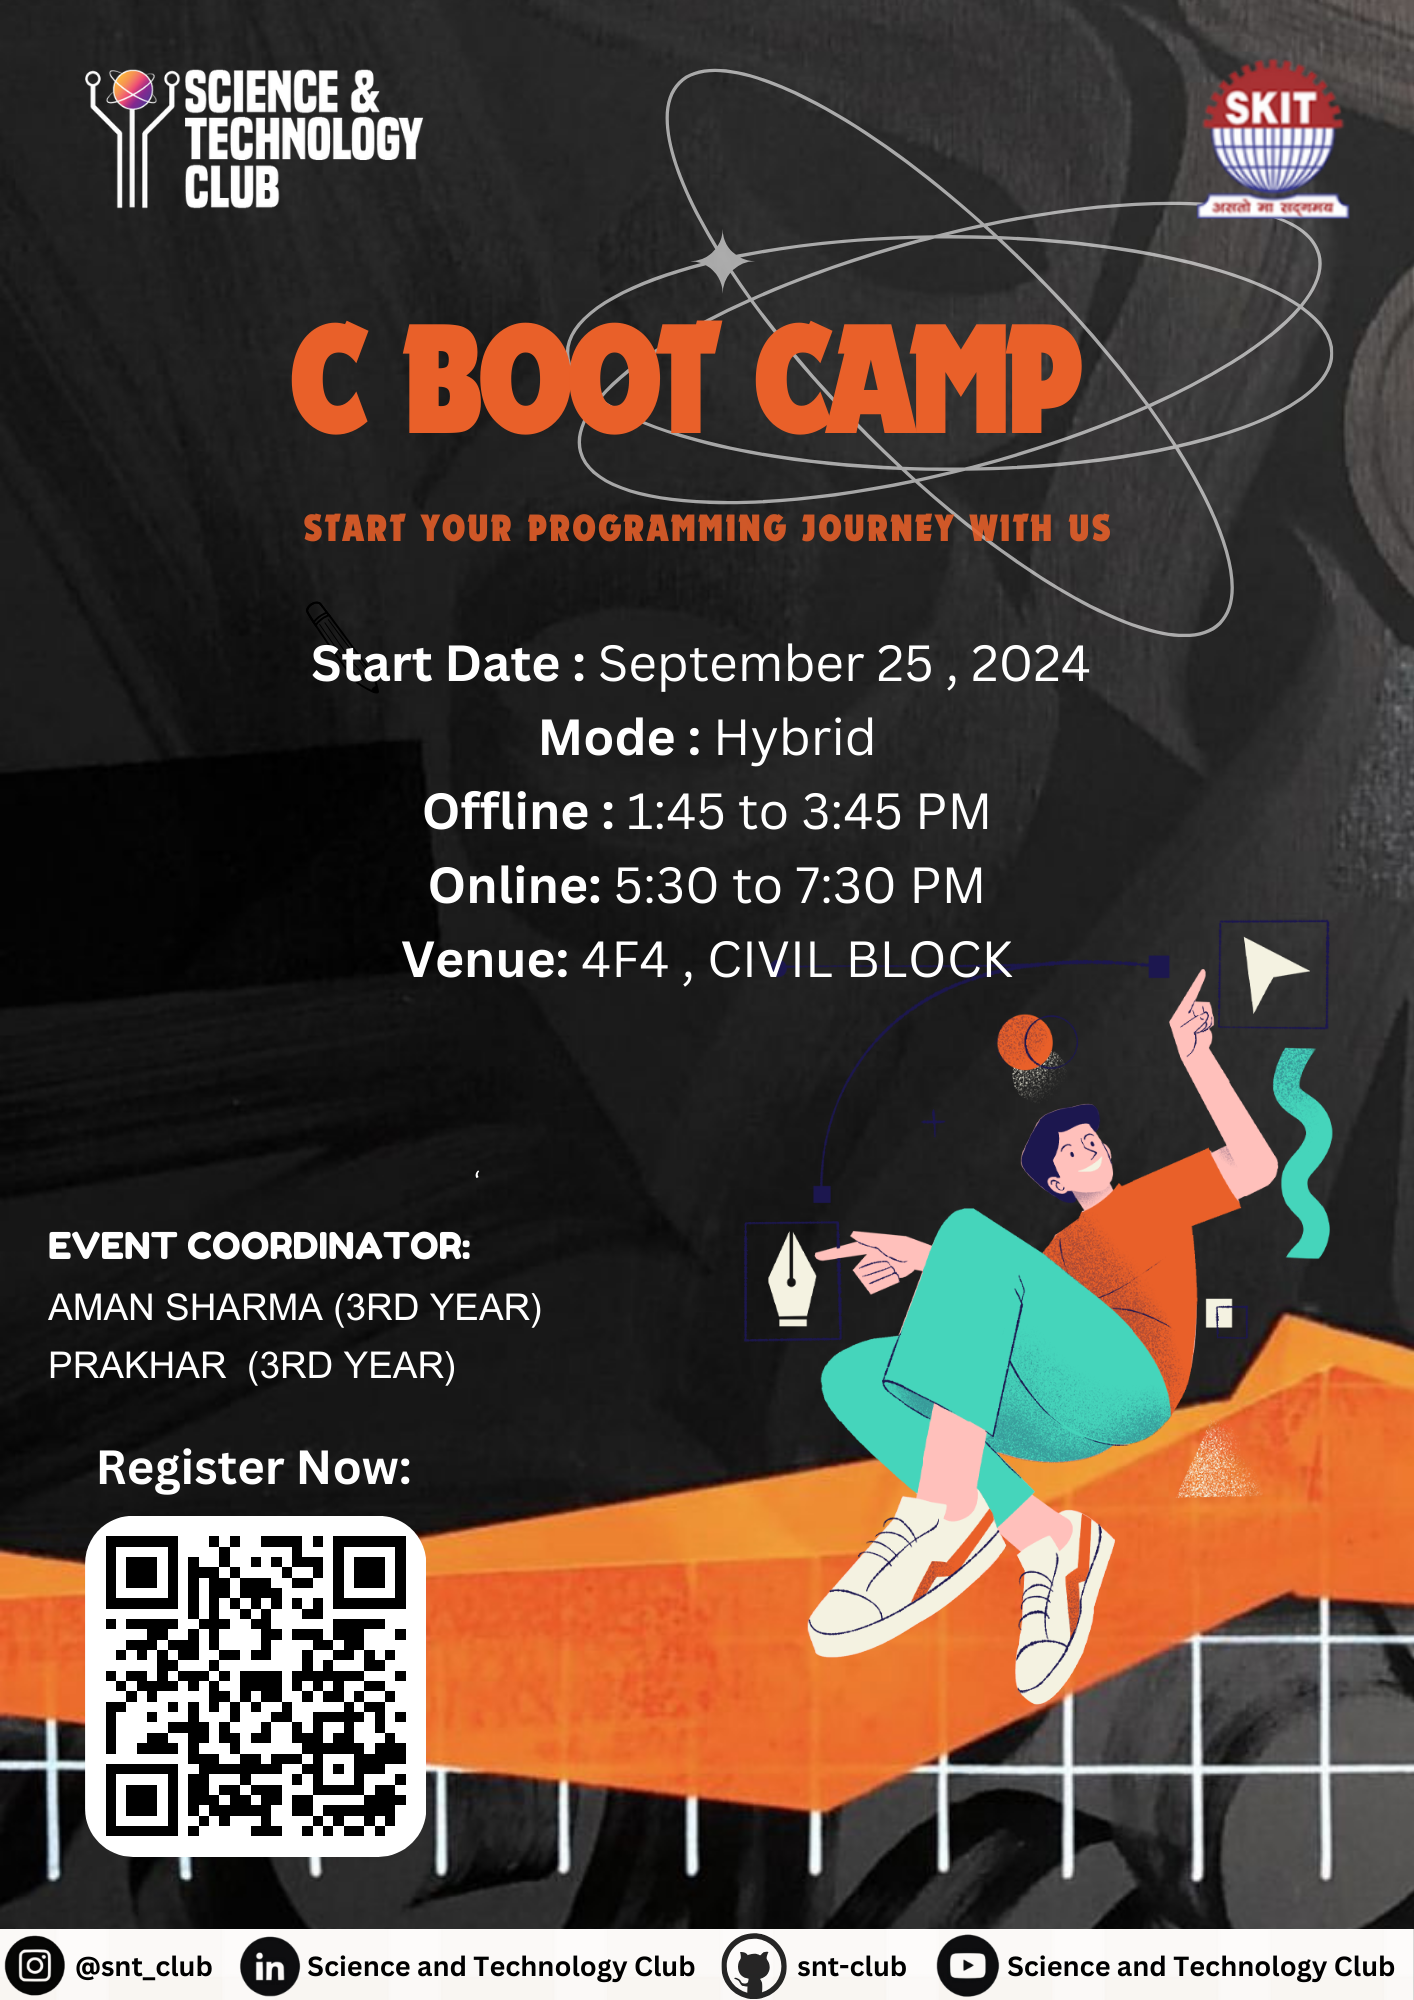 SCIENCE &
TECHNOLOGY
CLUB
SKIT
असतो मा सद्गमय
C BOOT CAMP
START YOUR PROGRAMMING JOURNEY WITH US
Start Date : September 25 , 2024
Mode : Hybrid
Offline : 1:45 to 3:45 PM
Online: 5:30 to 7:30 PM
Venue: 4F4 , CIVIL BLOCK
‘
EVENT COORDINATOR:
AMAN SHARMA (3RD YEAR)
PRAKHAR  (3RD YEAR)
Register Now:
@snt_club
in
Science and Technology Club
snt-club
Science and Technology Club